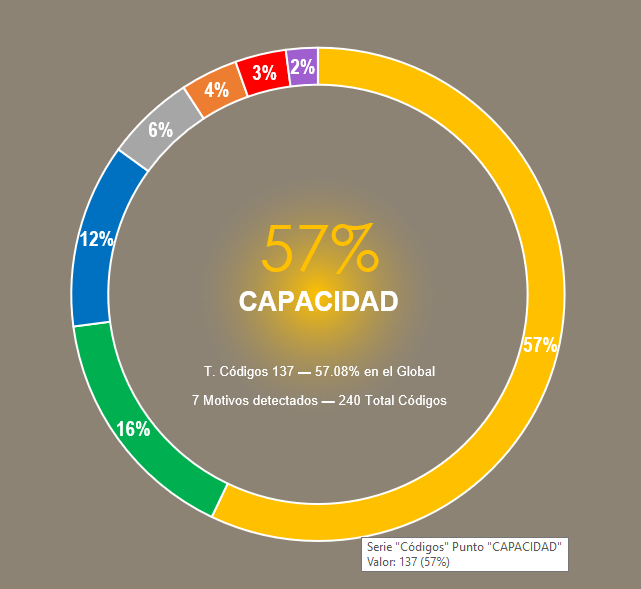 2%
3%
4%
6%
12%
57%
CAPACIDAD
57%
T. Códigos 137 — 57.08% en el Global
7 Motivos detectados — 240 Total Códigos
16%
Serie "Códigos" Punto "CAPACIDAD"
Valor: 137 (57%)